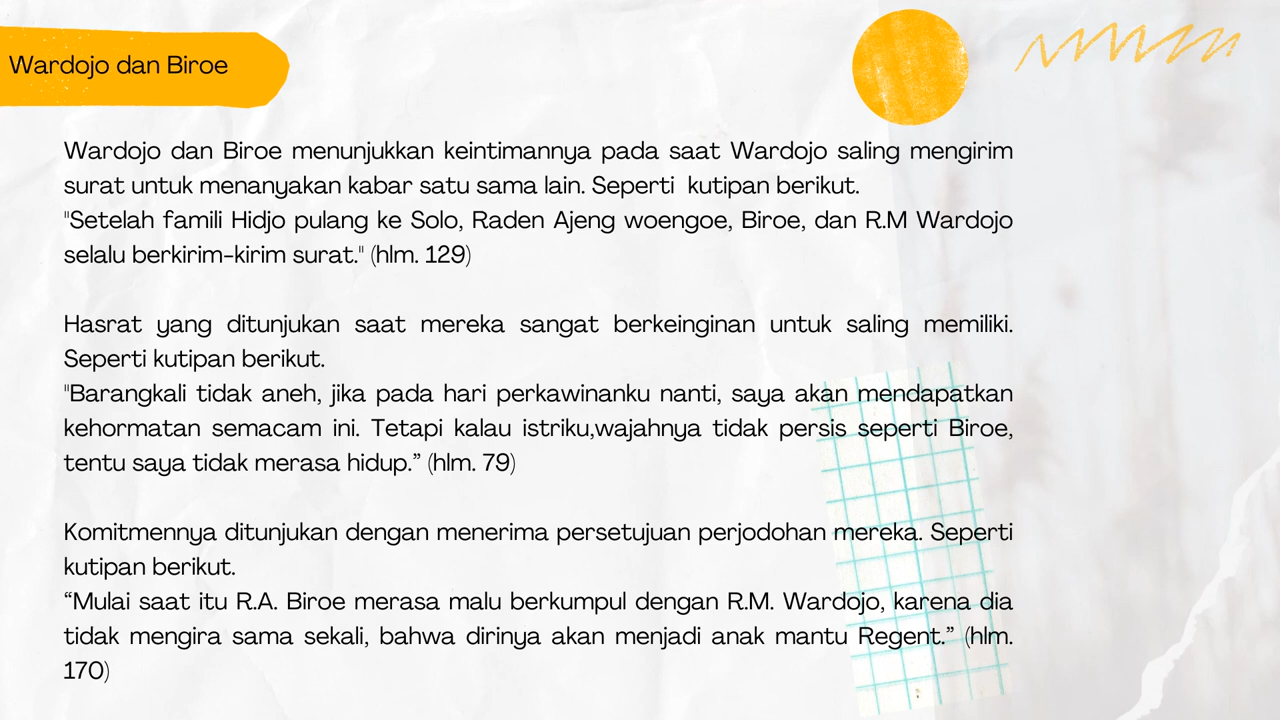 Wardojo dan Biroe
Wardojo dan Biroe menunjukkan keintimannya pada saat Wardojo saling mengirim
surat untuk menanyakan kabar satu sama lain. Seperti  kutipan berikut.
"Setelah famili Hidjo pulang ke Solo, Raden Ajeng woengoe, Biroe, dan R.M Wardojo
selalu berkirim-kirim surat." (hlm. 129)
Hasrat yang ditunjukan saat mereka sangat berkeinginan untuk saling memiliki.
Seperti kutipan berikut.
"Barangkali tidak aneh, jika pada hari perkawinanku nanti, saya akan mendapatkan
kehormatan semacam ini. Tetapi kalau istriku,wajahnya tidak persis seperti Biroe,
tentu saya tidak merasa hidup.” (hlm. 79)
Komitmennya ditunjukan dengan menerima persetujuan perjodohan mereka. Seperti
kutipan berikut.
“Mulai saat itu R.A. Biroe merasa malu berkumpul dengan R.M. Wardojo, karena dia
tidak mengira sama sekali, bahwa dirinya akan menjadi anak mantu Regent.” (hlm.
170)